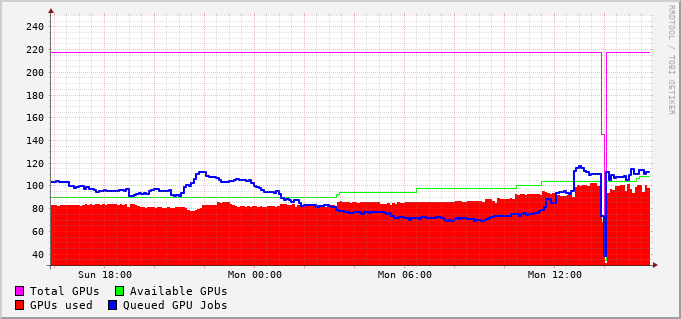 240
220
200
180
160
140
120
100
80
60
40
Sun 18:00 Mon 00:00 Mon 06:00 Mon 12:00
Total GPUs Available GPUs
GPUs used Queued GPU Jobs
RRDTOOL / TOBI OETIKER